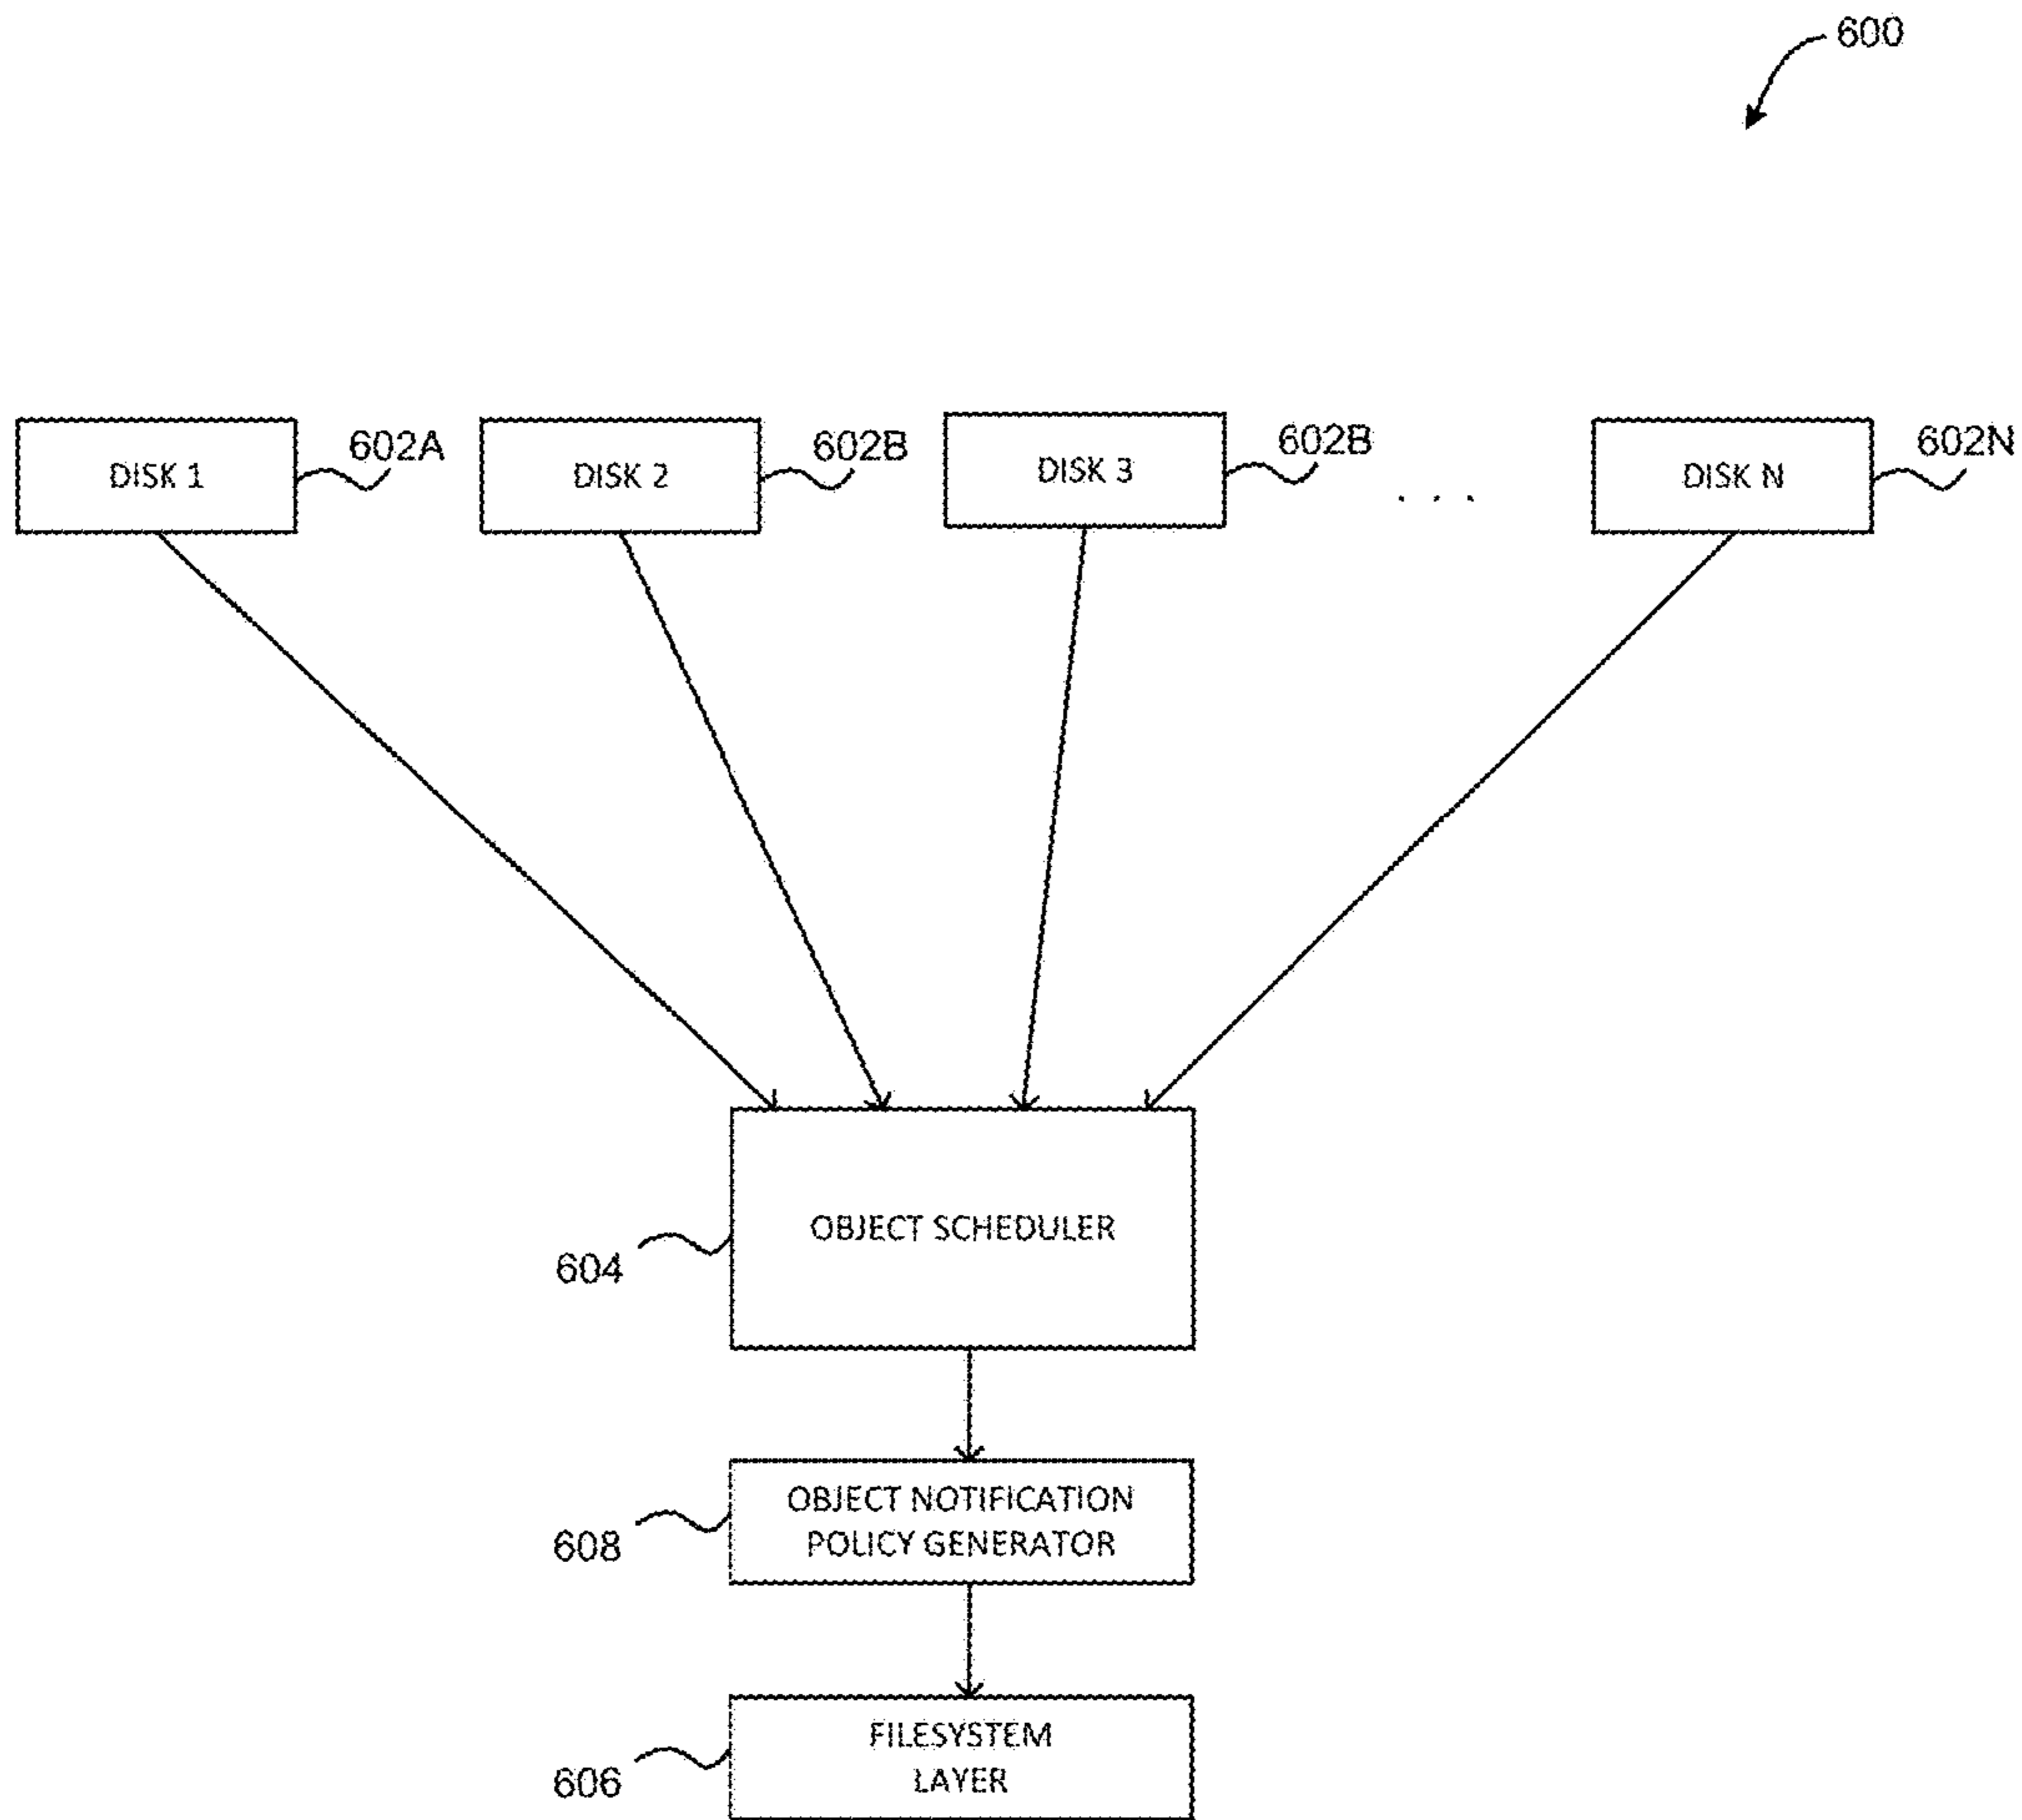 600
602A
602B
602B
602N
DISK 1
DISK 2
DISK 3
. . .
DISK N
OBJECT SCHEDULER
604
OBJECT NOTIFICATION
POLICY GENERATOR
608
FILESYSTEM
LAYER
606